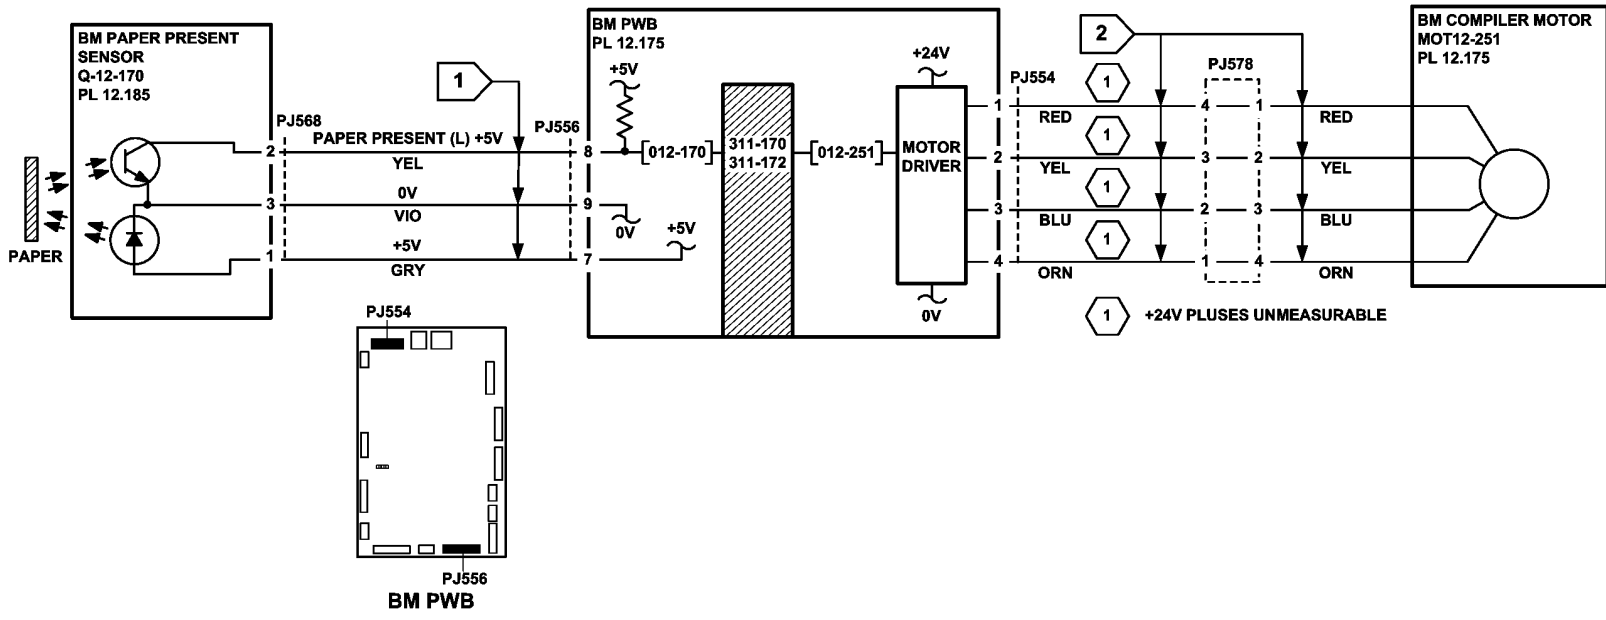 BM PAPER PRESENT
SENSOR
Q-12-170
PL 12.185
PAPER
PJ568
2
3
1
1
PAPER PRESENT (L) +5V
YEL
0V
VIO
+5V
GRY
PJ556
8
9
7
BM PWB
PL 12.175
+5V
[012-170]
0V
+5V
311-170
311-172
[012-251]
+24V
MOTOR
DRIVER
0V
PJ554
1
2
3
4
RED
YEL
BLU
ORN
2
1
1
1
1
PJ578
4 1
3 2
2 3
1 4
RED
YEL
BLU
ORN
BM COMPILER MOTOR
MOT12-251
PL 12.175
1 +24V PLUSES UNMEASURABLE
PJ554
PJ556
BM PWB